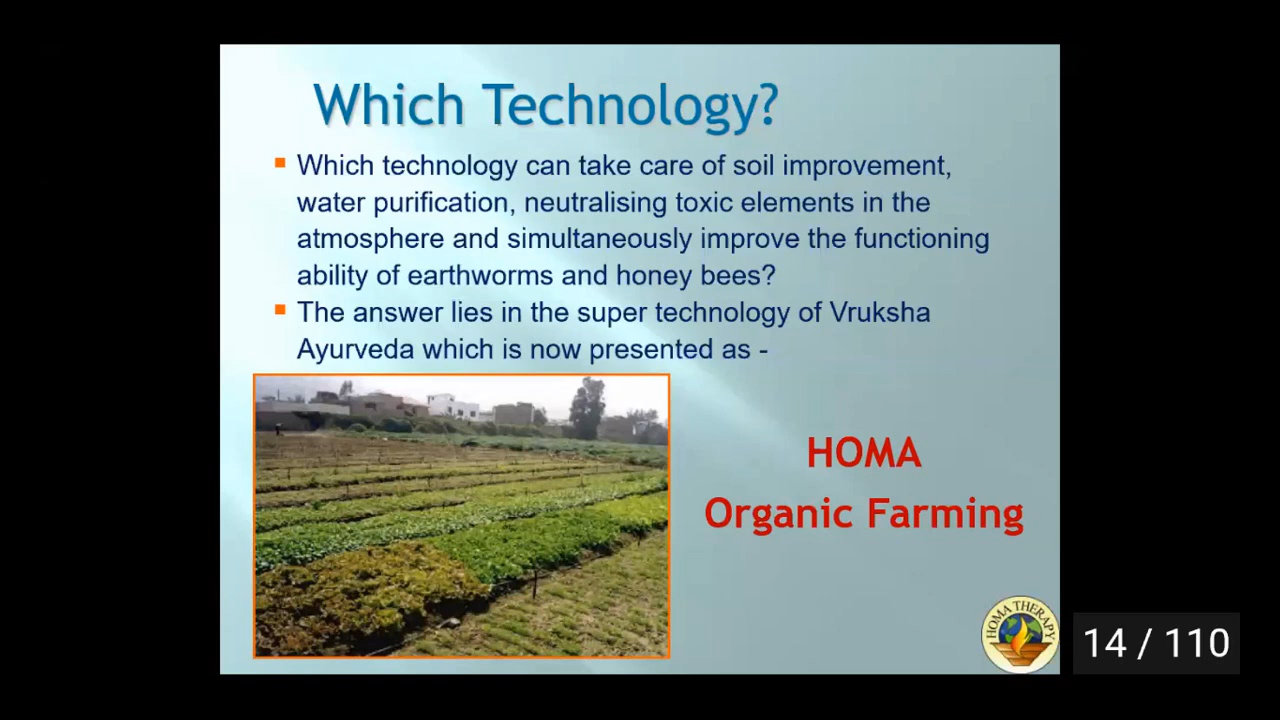 Which Technology?
Which technology can take care of soil improvement,
water purification, neutralising toxic elements in the
atmosphere and simultaneously improve the functioning
ability of earthworms and honey bees?
The answer lies in the super technology of Vruksha
Ayurveda which is now presented as -
HOMA
Organic Farming
HOMA THERAPY
14 / 110